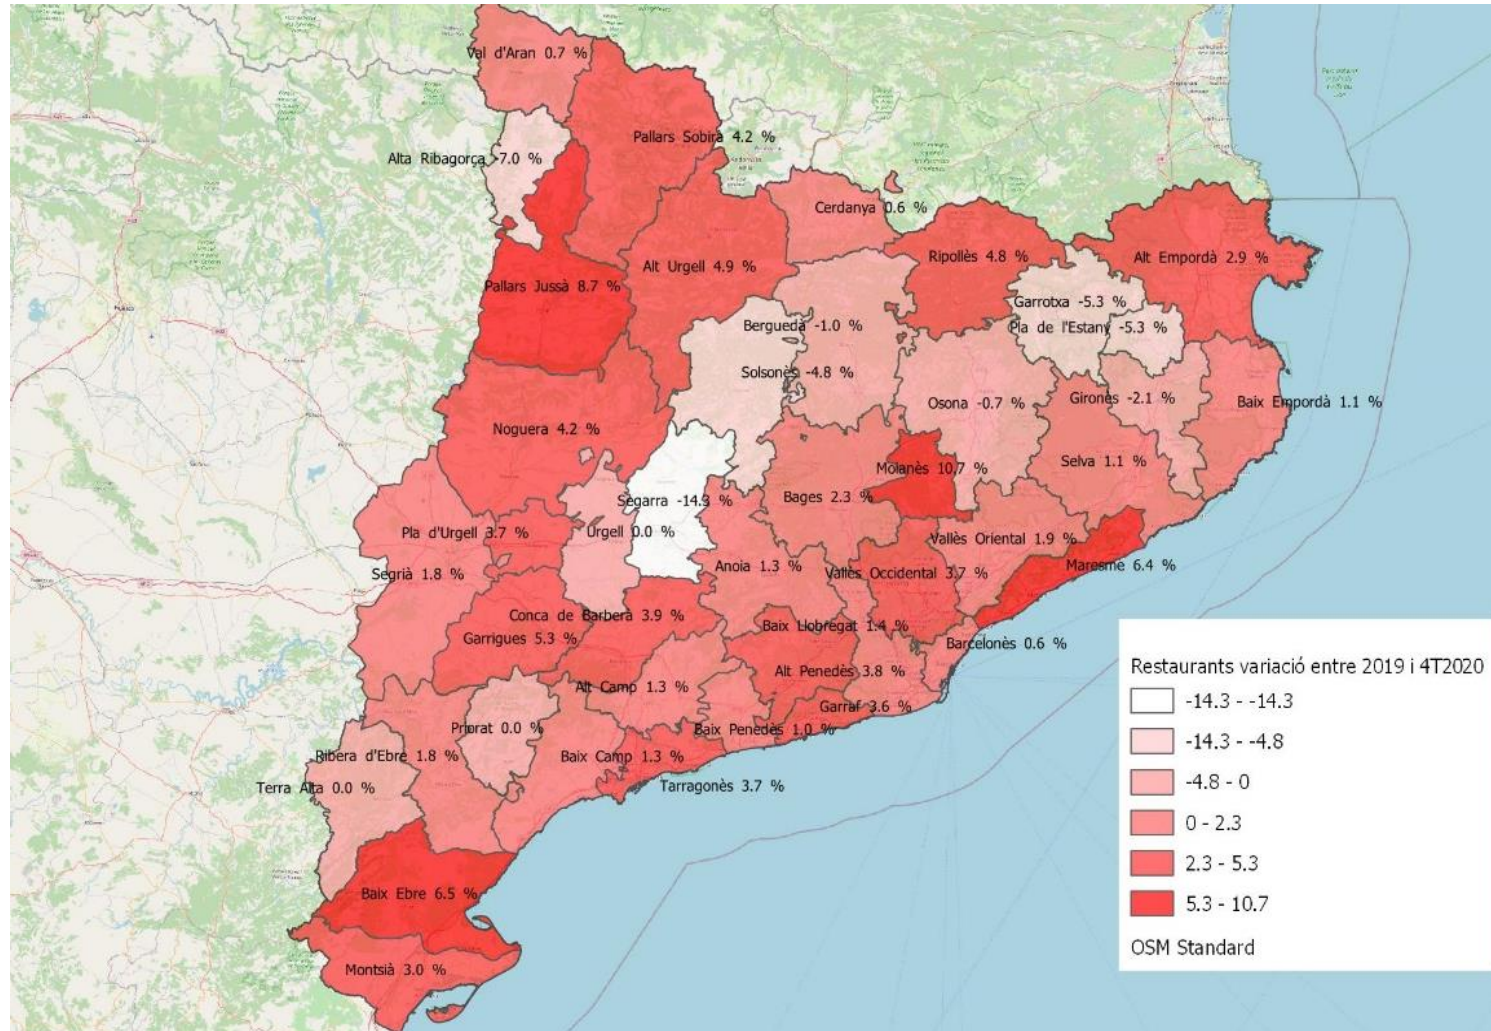 Val d'Aran 0.7 %
Pallars Sobirà 4.2 %
Alta Ribagorça -7.0 %
Cerdanya 0.6 %
Ripollès 4.8 %
Alt Empordà 2.9 %
Alt Urgell 4.9 %
Pallars Jussà 8.7 %
Garrotxa -5.3 %
Berguedà -1.0 %
Pla de l'Estany -5.3 %
Solsonès -4.8 %
Osona -0.7 %
Gironès -2.1 %
Baix Empordà 1.1 %
Noguera 4.2 %
Selva 1.1 %
Molanès 10.7 %
Bages 2.3 %
Segarra -14.3 %
Pla d'Urgell 3.7 %
Urgell 0.0 %
Vallès Oriental 1.9 %
Segrià 1.8 %
Anoia 1.3 %
Vallès Occidental 3.7 %
Maresme 6.4 %
Conca de Barberà 3.9 %
Garrigues 5.3 %
Baix Llobregat 1.4 %
Barcelonès 0.6 %
Alt Penedès 3.8 %
Alt Camp 1.3 %
Garraf 3.6 %
Priorat 0.0 %
Baix Penedès 1.0 %
Ribera d'Ebre 1.8 %
Baix Camp 1.3 %
Terra Alta 0.0 %
Tarragonès 3.7 %
Baix Ebre 6.5 %
Montsià 3.0 %
Restaurants variació entre 2019 i 4T2020
-14.3 - -14.3
-14.3 - -4.8
-4.8 - 0
0 - 2.3
2.3 - 5.3
5.3 - 10.7
OSM Standard